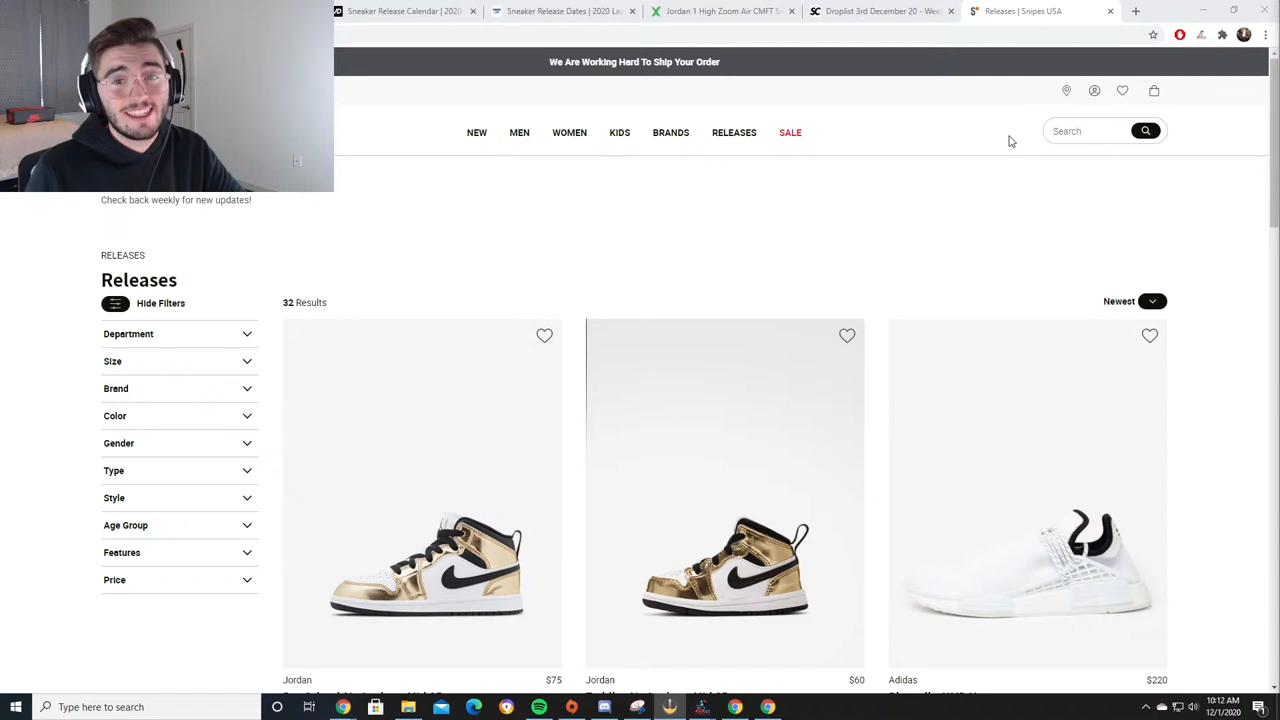 Sneaker Release Calendar | 2020
Sneaker Release Dates | 2020 La
Jordan 1 High Zoom Air CMFT S
Droplist 3rd December 20 - Wee
Releases | Snipes USA
We Are Working Hard To Ship Your Order
NEW MEN WOMEN KIDS BRANDS RELEASES SALE
Search
Check back weekly for new updates!
RELEASES
Releases
Hide Filters
32 Results
Newest
Department
Size
Brand
Color
Gender
Type
Style
Age Group
Features
Price
Jordan $75
Jordan $60
Adidas $220
Type here to search
10:12 AM
12/1/2020